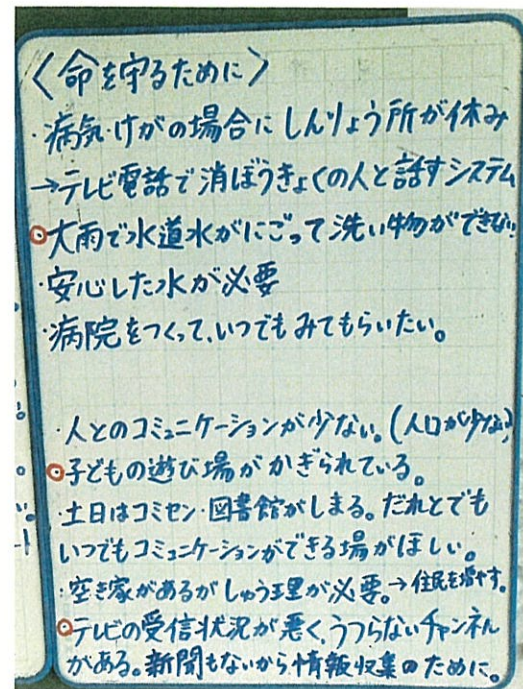 〈命を守るために〉
・病気・けがの場合にしんりょう所が休み
→テレビ電話で消ぼうきょくの人と話すシステム
・大雨で水道水がにごって洗い物ができない
・安心した水が必要
・病院をつくって、いつでもみてもらいたい。
・人とのコミュニケーションが少ない。(人口が少ない)
・子どもの遊び場がかぎられている。
・土日はコミセン・図書館がしまる。だれとでも
いつでもコミュニケーションができる場がほしい。
・空き家があるがしゅう理が必要。→住民を増やす。
・テレビの受信状況が悪く、うつらないチャンネル
がある。新聞もないから情報収集のために。